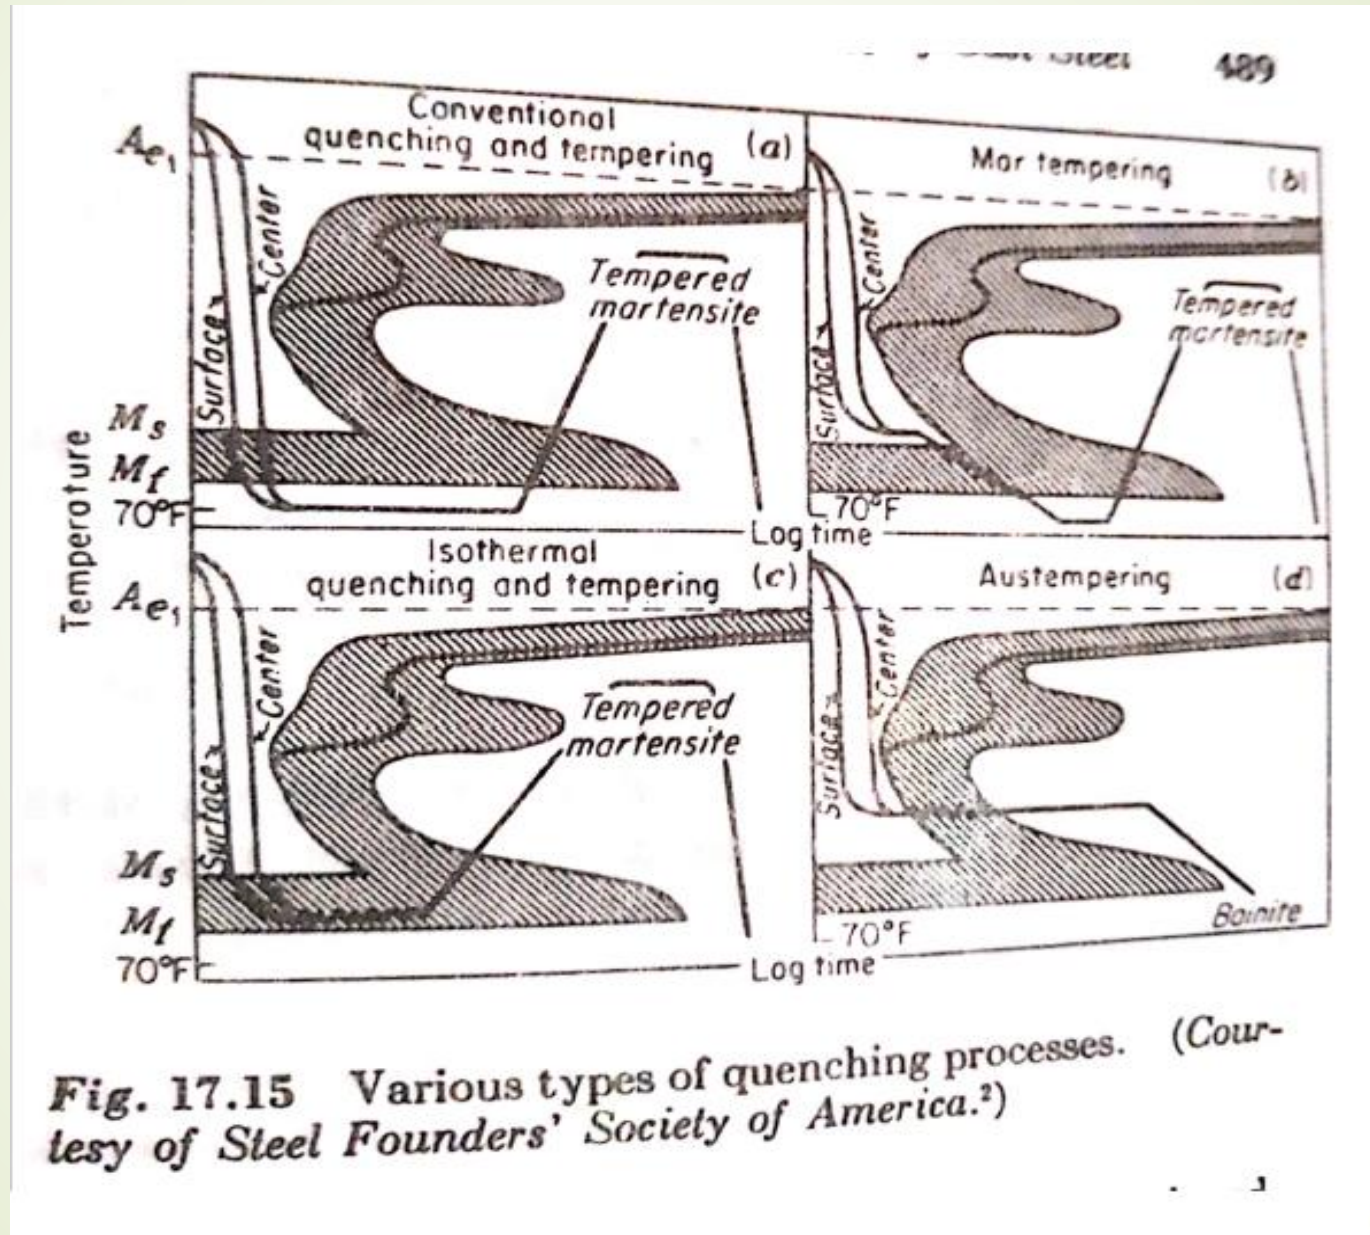 Steel 489
Conventional
quenching and tempering (a)
Mar tempering (b)
Ae1
Center
Surface
Tempered
martensite
Center
Surface
Tempered
martensite
Ms
Mf
70°F
70°F
Log time
Temperature
Isothermal
quenching and tempering (c)
Austempering (d)
Ae1
Center
Surface
Tempered
martensite
Center
Surface
Ms
Mf
70°F
Bainite
70°F
Log time
Fig. 17.15 Various types of quenching processes. (Cour-
tesy of Steel Founders' Society of America.²)